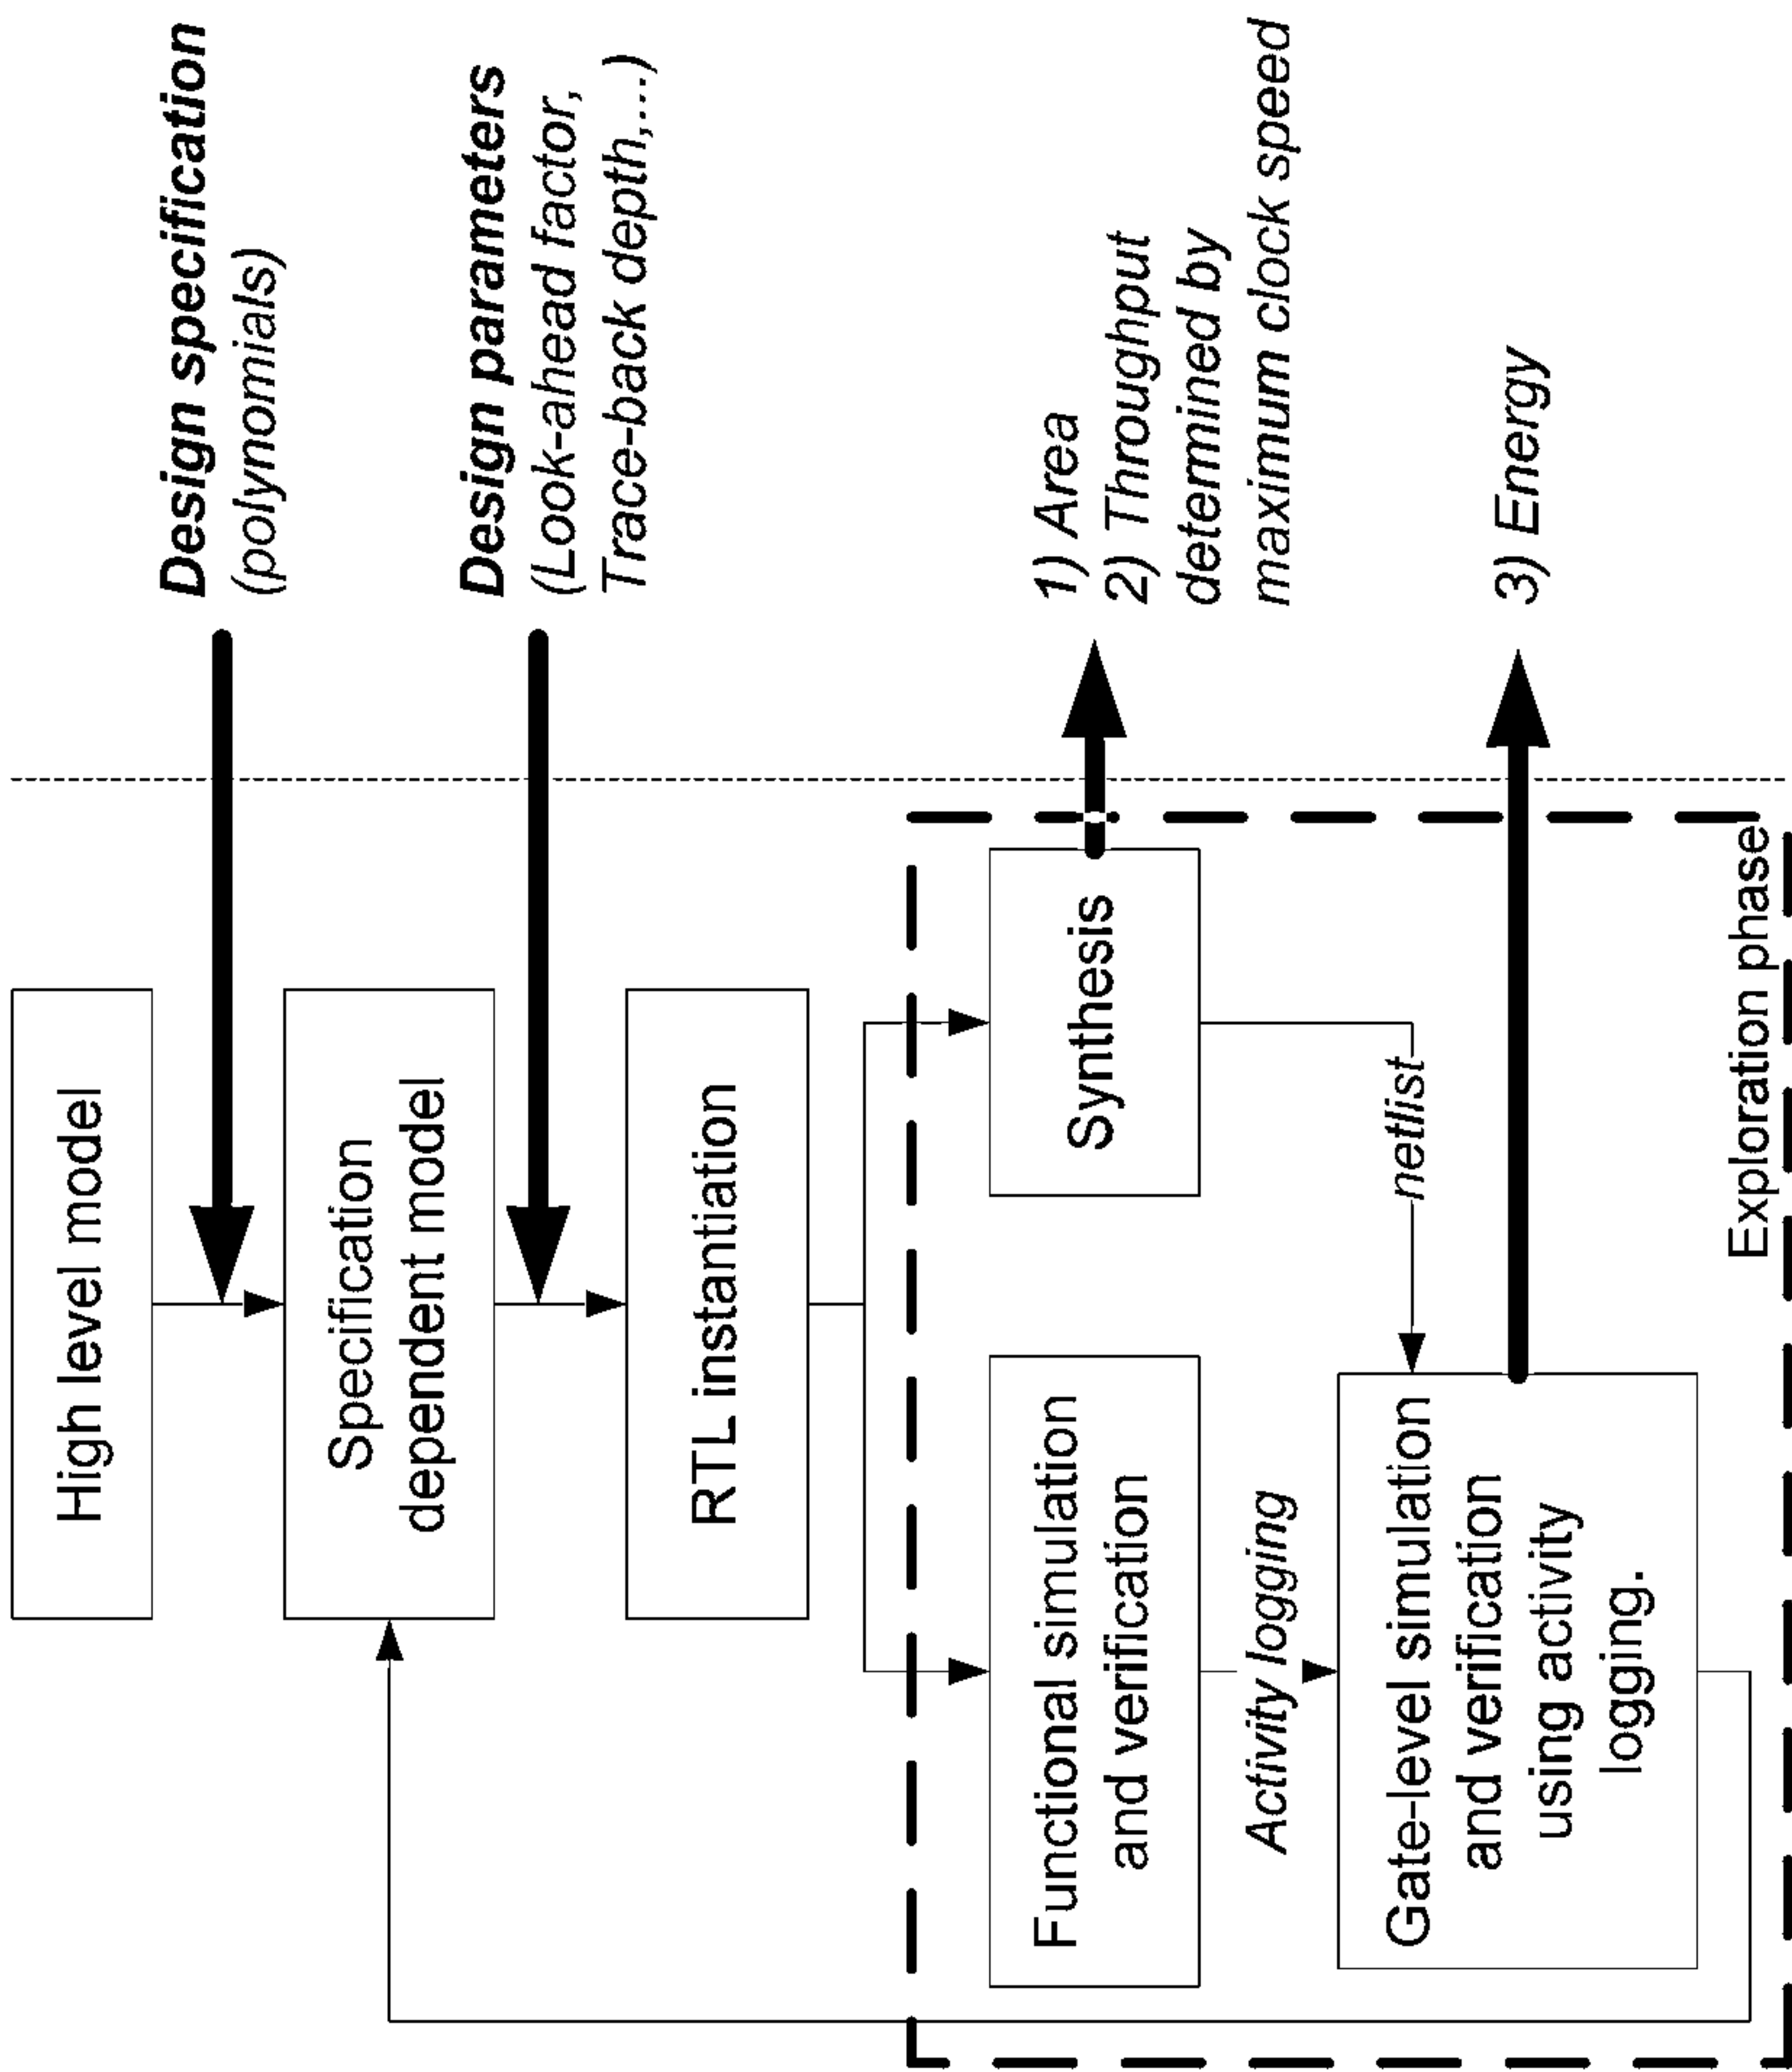 High level model
Design specification
(polynomials)
Specification
dependent model
Design parameters
(Look-ahead factor,
Trace-back depth,...)
RTL instantiation
Functional simulation
and verification
Synthesis
1) Area
2) Throughput
determined by
maximum clock speed
Activity logging
netlist
Gate-level simulation
and verification
using activity
logging.
3) Energy
Exploration phase